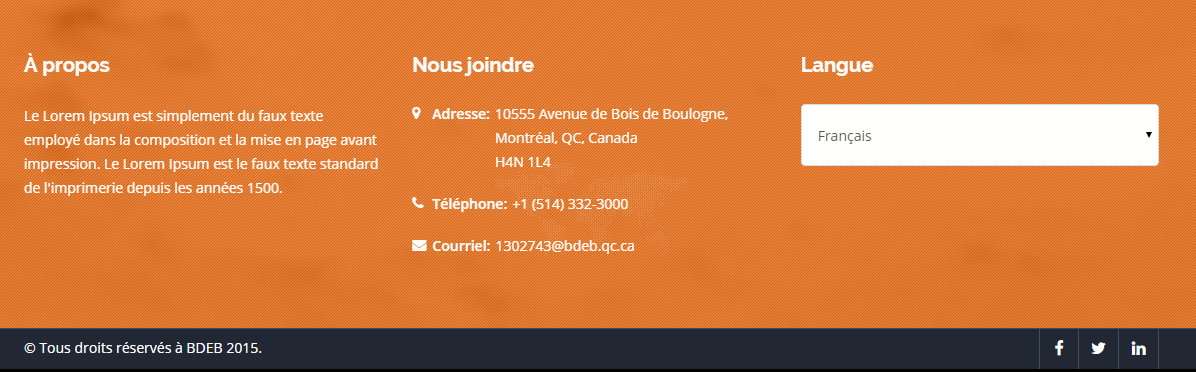 À propos
Le Lorem Ipsum est simplement du faux texte
employé dans la composition et la mise en page avant
impression. Le Lorem Ipsum est le faux texte standard
de l'imprimerie depuis les années 1500.
Nous joindre
Adresse: 10555 Avenue de Bois de Boulogne,
Montréal, QC, Canada
H4N 1L4
Téléphone: +1 (514) 332-3000
Courriel: 1302743@bdeb.qc.ca
Langue
Français
© Tous droits réservés à BDEB 2015.